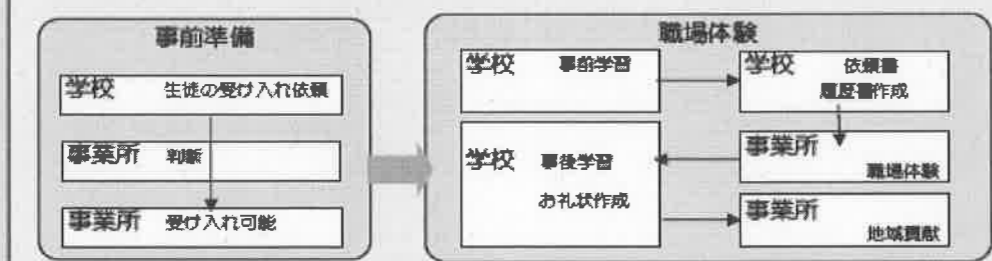 事前準備
学校 生徒の受け入れ依頼
事業所 判断
事業所 受け入れ可能
職場体験
学校 事前学習
学校 依頼書
履歴書作成
事業所
職場体験
学校 事後学習
お礼状作成
事業所
地域貢献